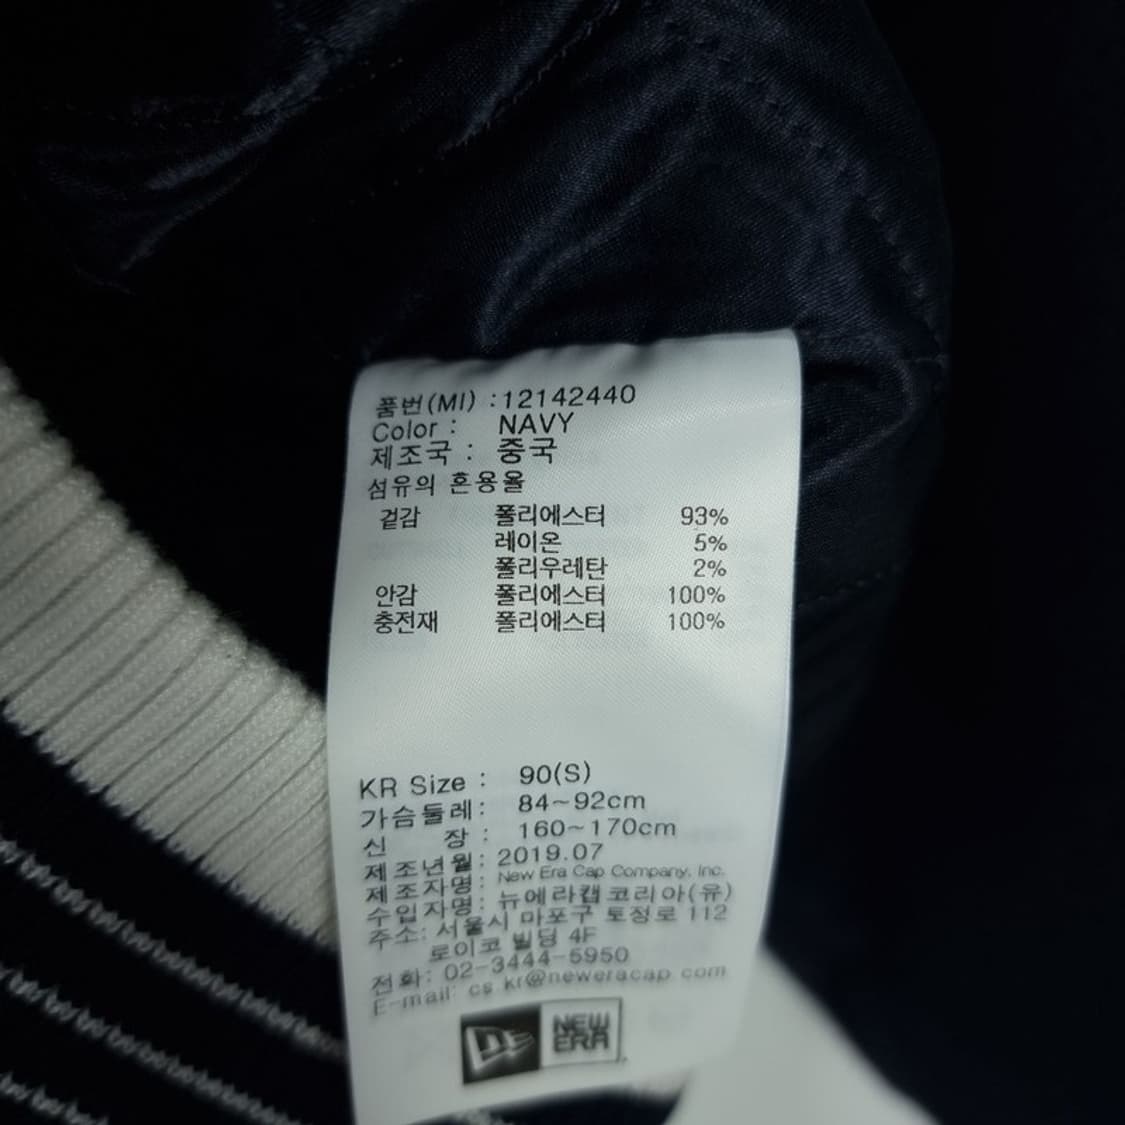 품번(MI) : 12142440
Color : NAVY
제조국 : 중국
섬유의 혼용율
겉감 폴리에스터 93%
레이온 5%
폴리우레탄 2%
안감 폴리에스터 100%
충전재 폴리에스터 100%
KR Size : 90(S)
가슴둘레: 84~92cm
신 장 : 160~170cm
제조년월: 2019.07
제조자명: New Era Cap Company, Inc.
수입자명: 뉴에라캡코리아(유)
주소: 서울시 마포구 토정로 112
로이코 빌딩 4F
전화: 02-3444-5950
E-mail: cs.kr@neweracap.com
NEW ERA